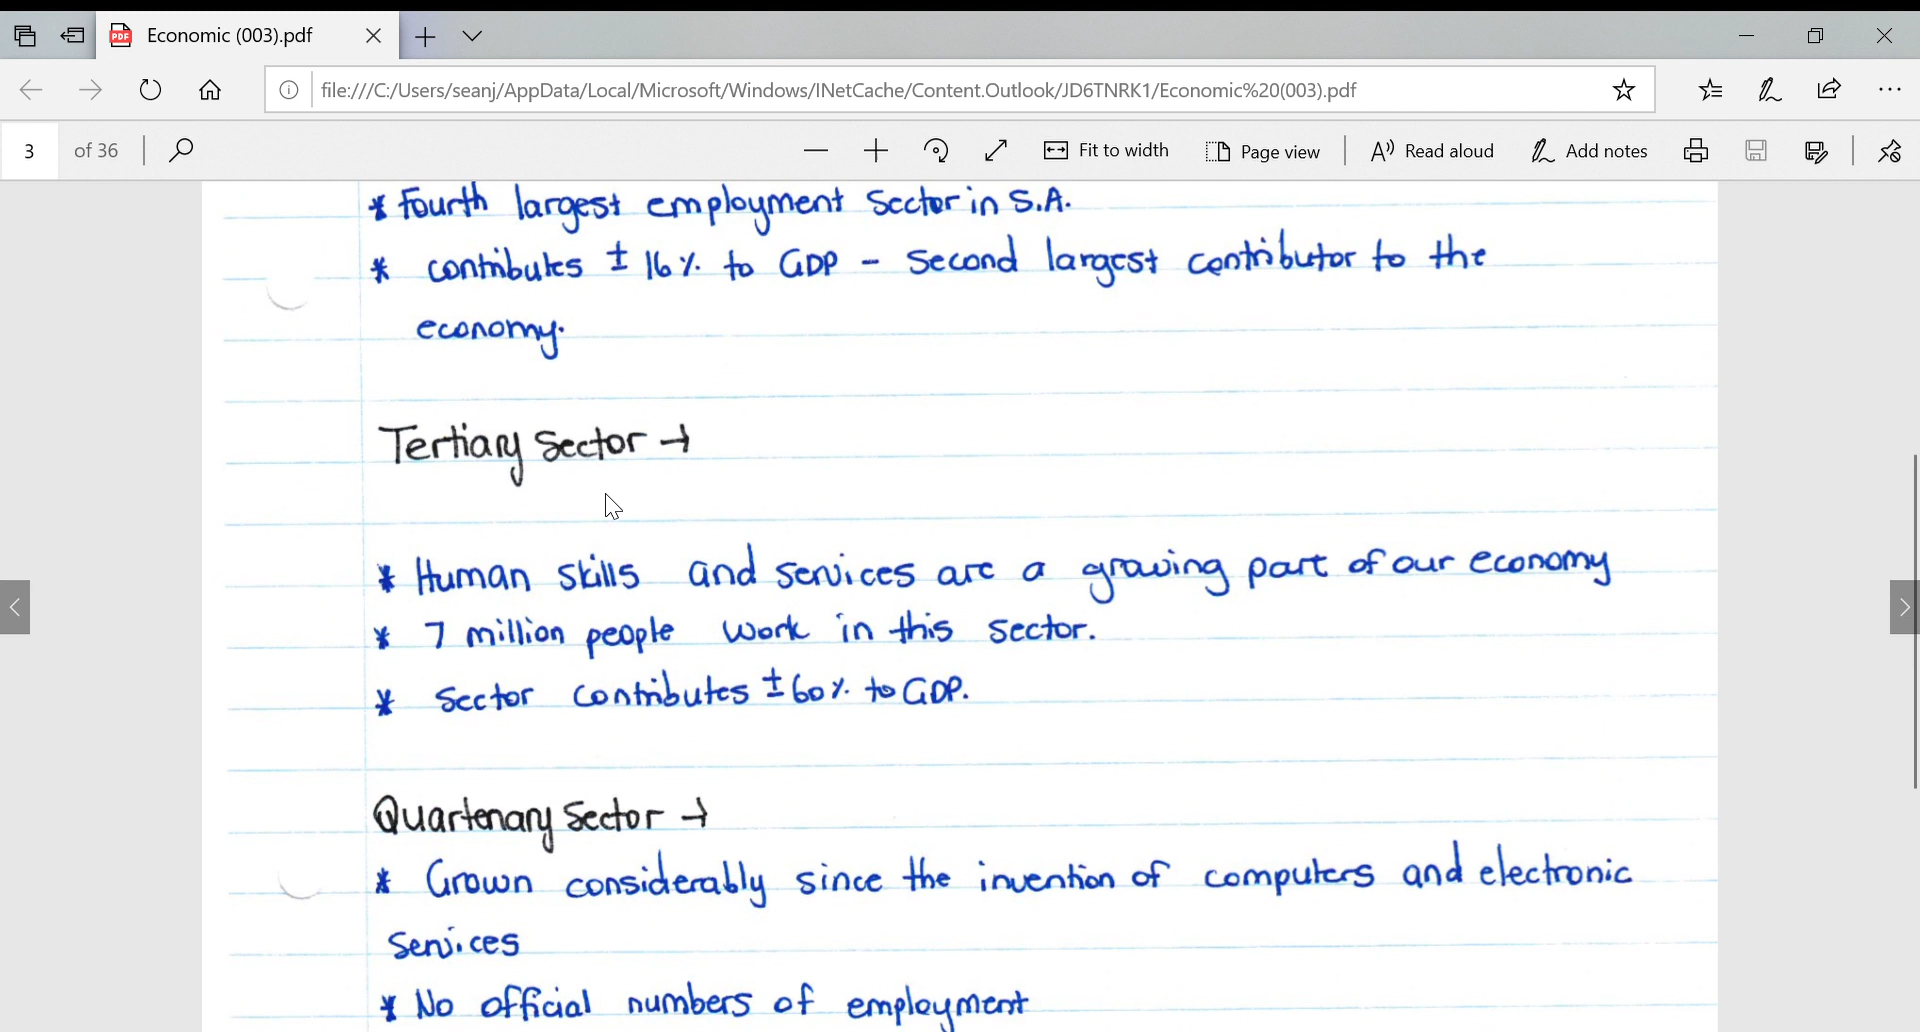 Economic (003).pdf
file:///C:/Users/seanj/AppData/Local/Microsoft/Windows/INetCache/Content.Outlook/JD6TNRK1/Economic%20(003).pdf
3 of 36 Fit to width Page view Read aloud Add notes
* Fourth largest employment Sector in S.A.
* contributes ± 16% to GDP - Second largest contributor to the
economy.
Tertiary Sector →
* Human skills and services are a growing part of our economy
* 7 million people work in this sector.
* Sector contributes ± 60% to GDP.
Quartenary Sector →
* Grown considerably since the invention of computers and electronic
Services
* No official numbers of employment